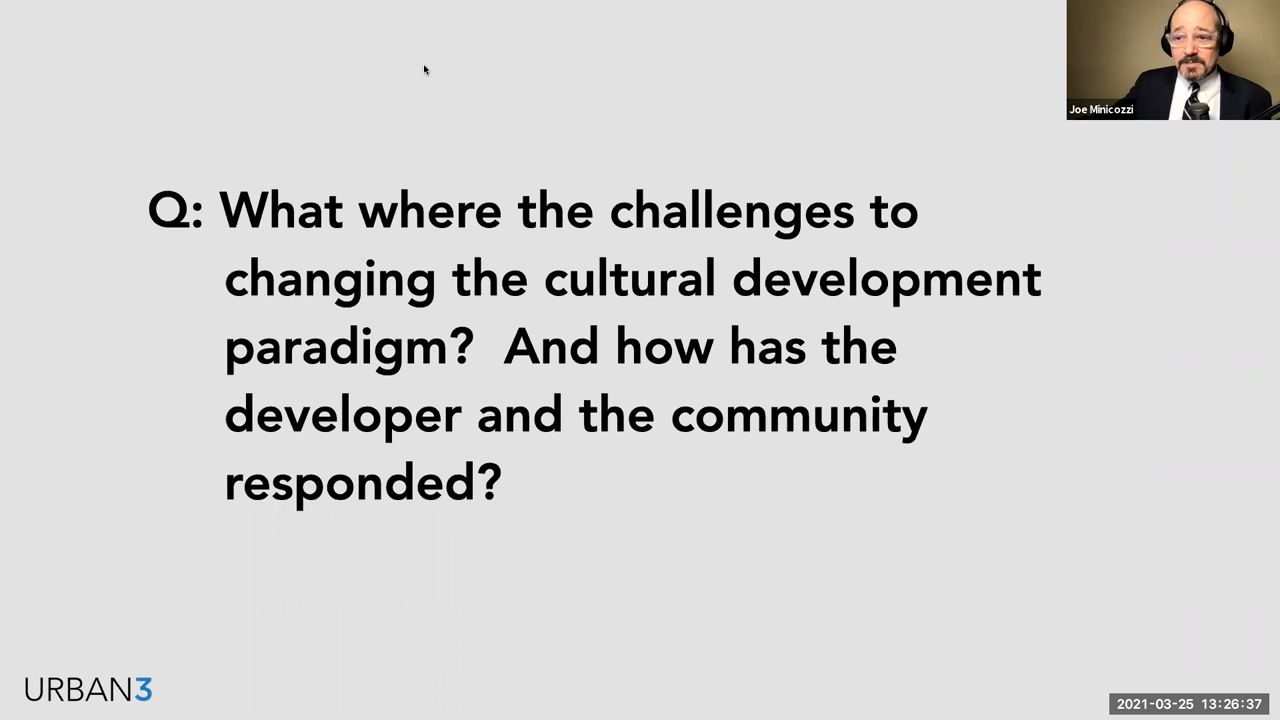 Joe Minicozzi
Q: What where the challenges to
changing the cultural development
paradigm?  And how has the
developer and the community
responded?
URBAN3
2021-03-25 13:26:37